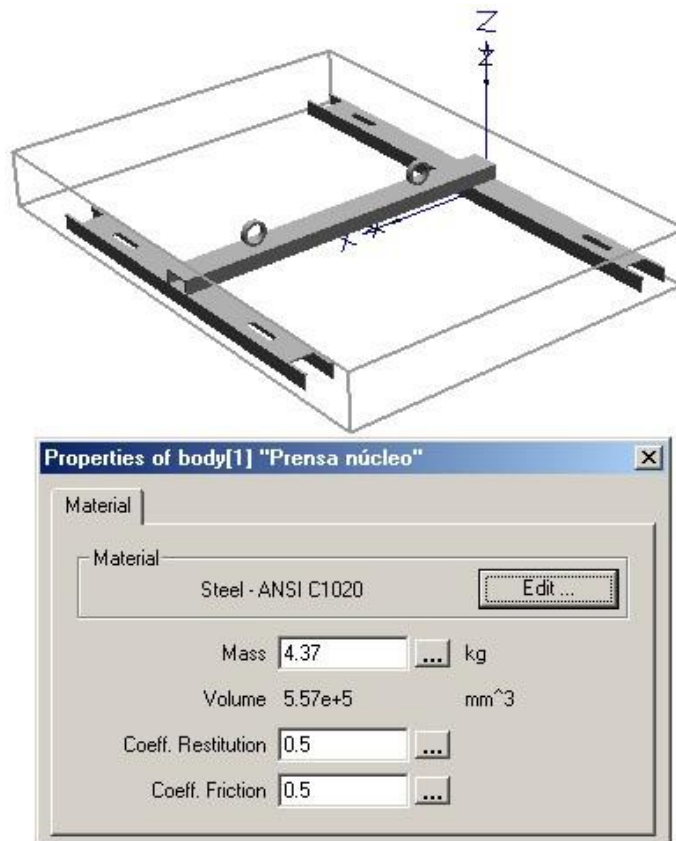 Z
Z
X
Properties of body[1] "Prensa núcleo"
Material
Material
Steel - ANSI C1020
Edit ...
Mass 4.37 ... kg
Volume 5.57e+5 mm^3
Coeff. Restitution 0.5 ...
Coeff. Friction 0.5 ...